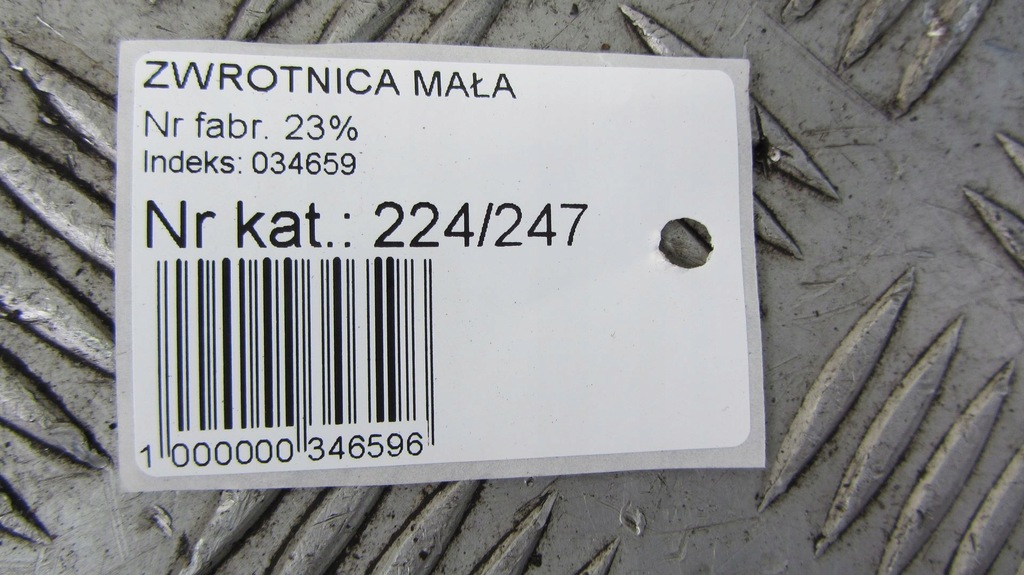 ZWROTNICA MAŁA
Nr fabr. 23%
Indeks: 034659
Nr kat.: 224/247
1 000000 346596